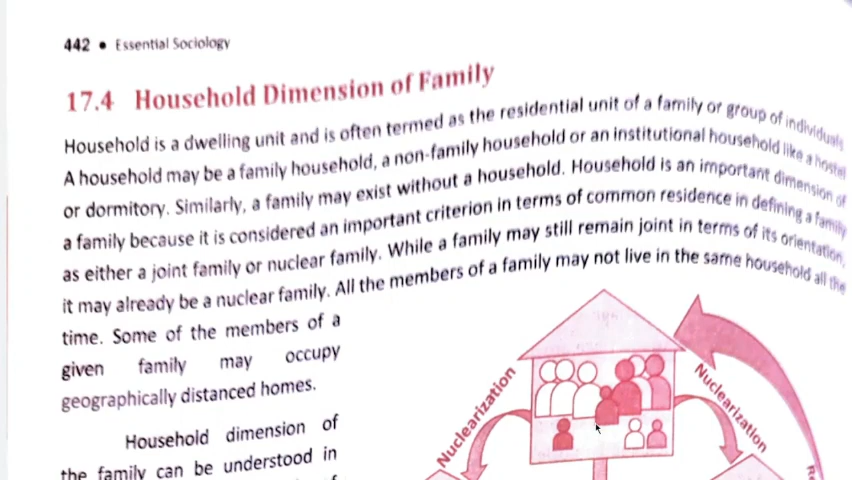 442 • Essential Sociology
17.4 Household Dimension of Family
Household is a dwelling unit and is often termed as the residential unit of a family or group of individuals
A household may be a family household, a non-family household or an institutional household like a hostel
or dormitory. Similarly, a family may exist without a household. Household is an important dimension of
a family because it is considered an important criterion in terms of common residence in defining a family
as either a joint family or nuclear family. While a family may still remain joint in terms of its orientation,
it may already be a nuclear family. All the members of a family may not live in the same household all the
time. Some of the members of a
given family may occupy
geographically distanced homes.
Household dimension of
the family can be understood in
of
Nuclearization
Nuclearization